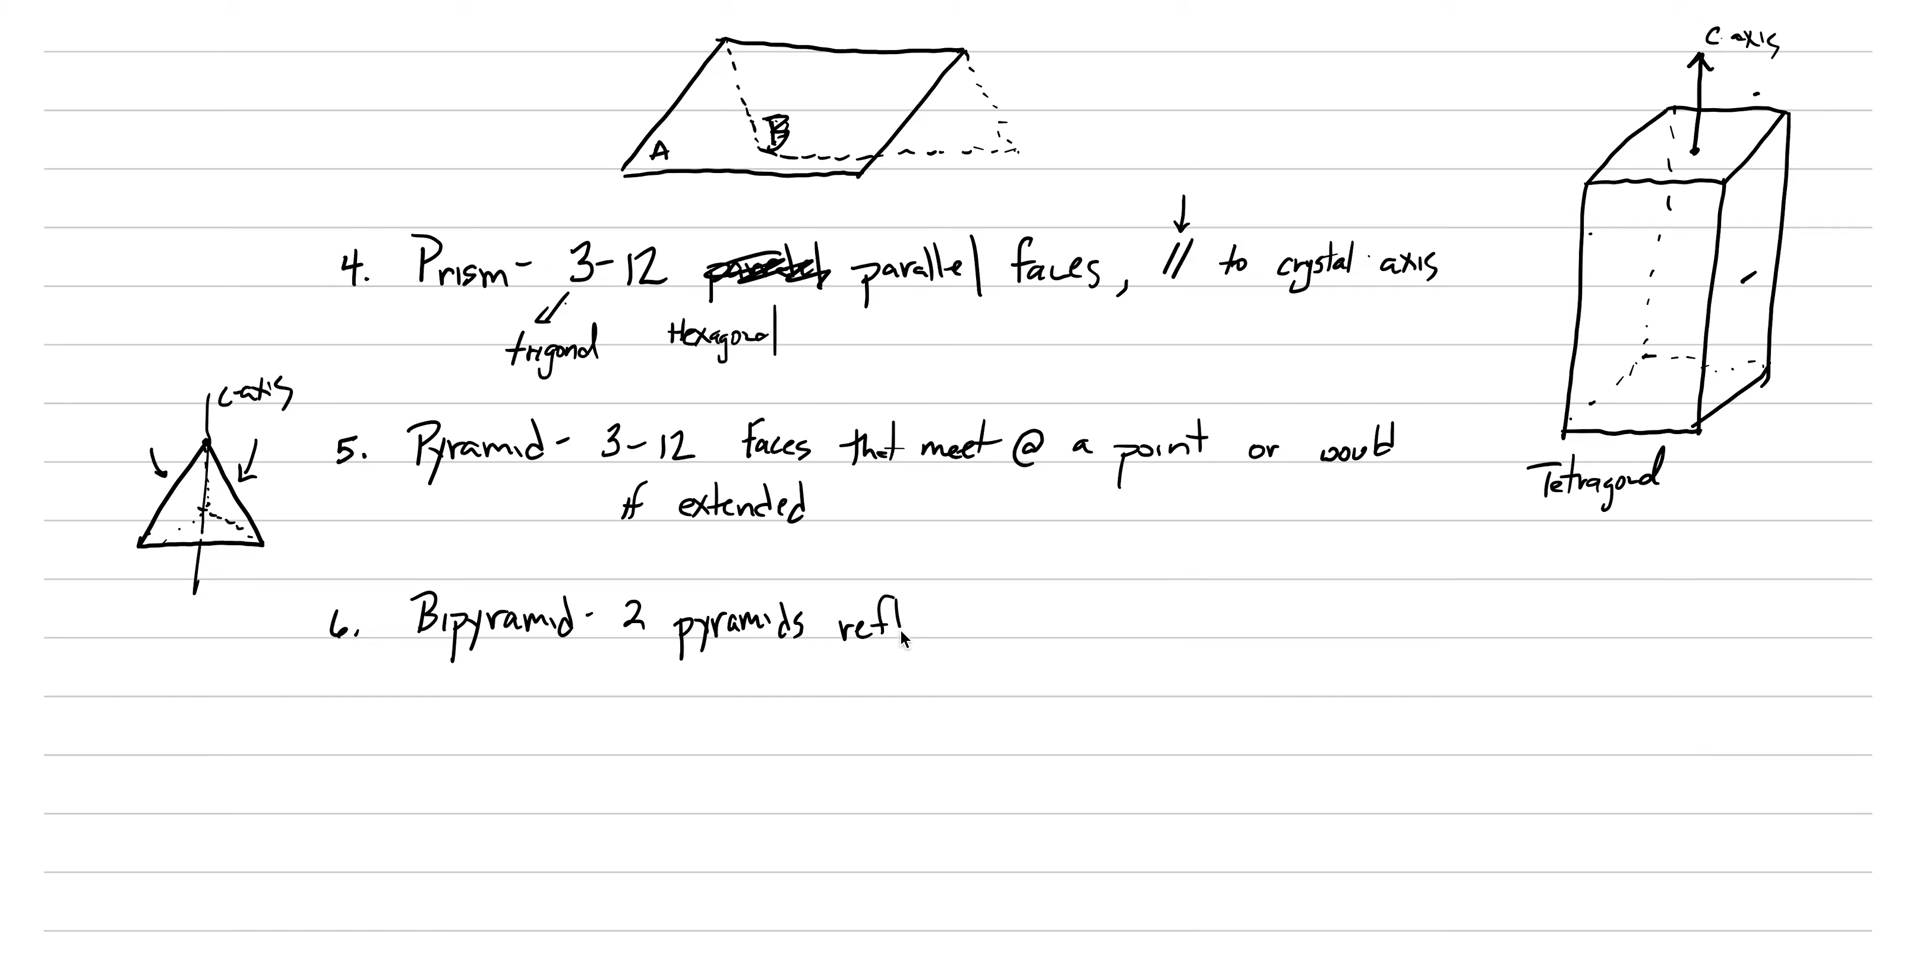 c-axis
A B
4. Prism - 3-12 parallel faces, // to crystal axis
trigonal Hexagonal
c-axis
5. Pyramid - 3-12 faces that meet @ a point or would
if extended
Tetragonal
6. Bipyramid - 2 pyramids refl